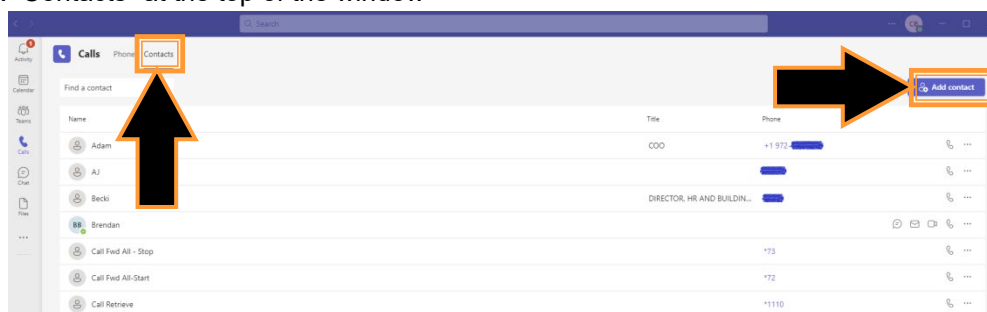 Contacts" at the top of the window
Search
CB
Activity
Calls Phone Contacts
Calendar
Find a contact
Add contact
Teams
Name Title Phone
Calls
Adam COO +1 972-
AJ
Chat
Becki DIRECTOR, HR AND BUILDIN...
Files
BB Brendan
Call Fwd All - Stop *73
Call Fwd All-Start *72
Call Retrieve *1110